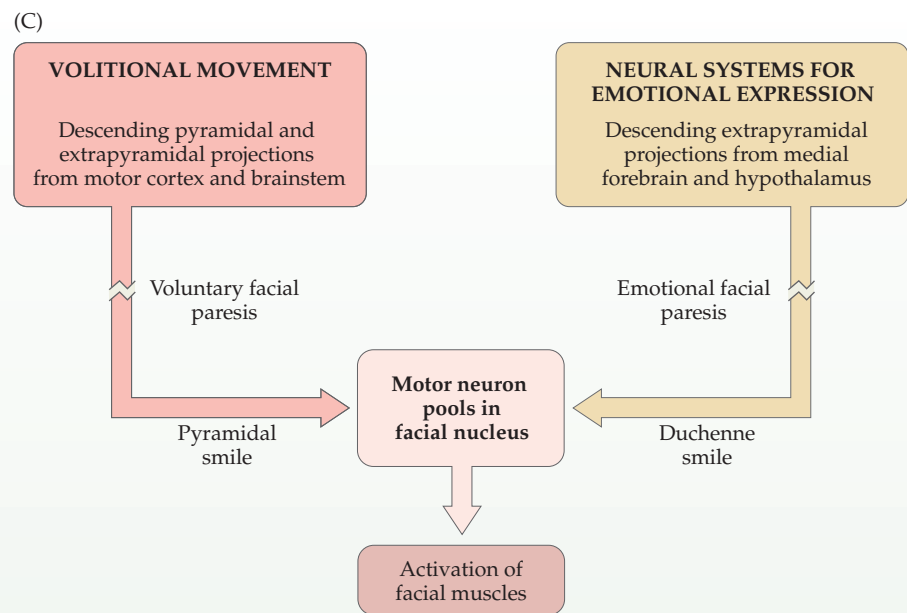 (C)
VOLITIONAL MOVEMENT
Descending pyramidal and
extrapyramidal projections
from motor cortex and brainstem
NEURAL SYSTEMS FOR
EMOTIONAL EXPRESSION
Descending extrapyramidal
projections from medial
forebrain and hypothalamus
Voluntary facial
paresis
Emotional facial
paresis
Motor neuron
pools in
facial nucleus
Pyramidal
smile
Duchenne
smile
Activation of
facial muscles